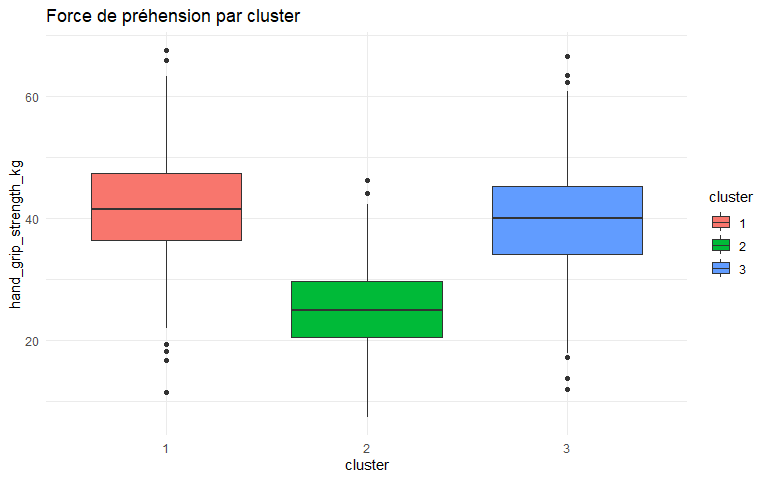 Force de préhension par cluster
hand_grip_strength_kg
60
40
20
1
2
3
cluster
cluster
1
2
3